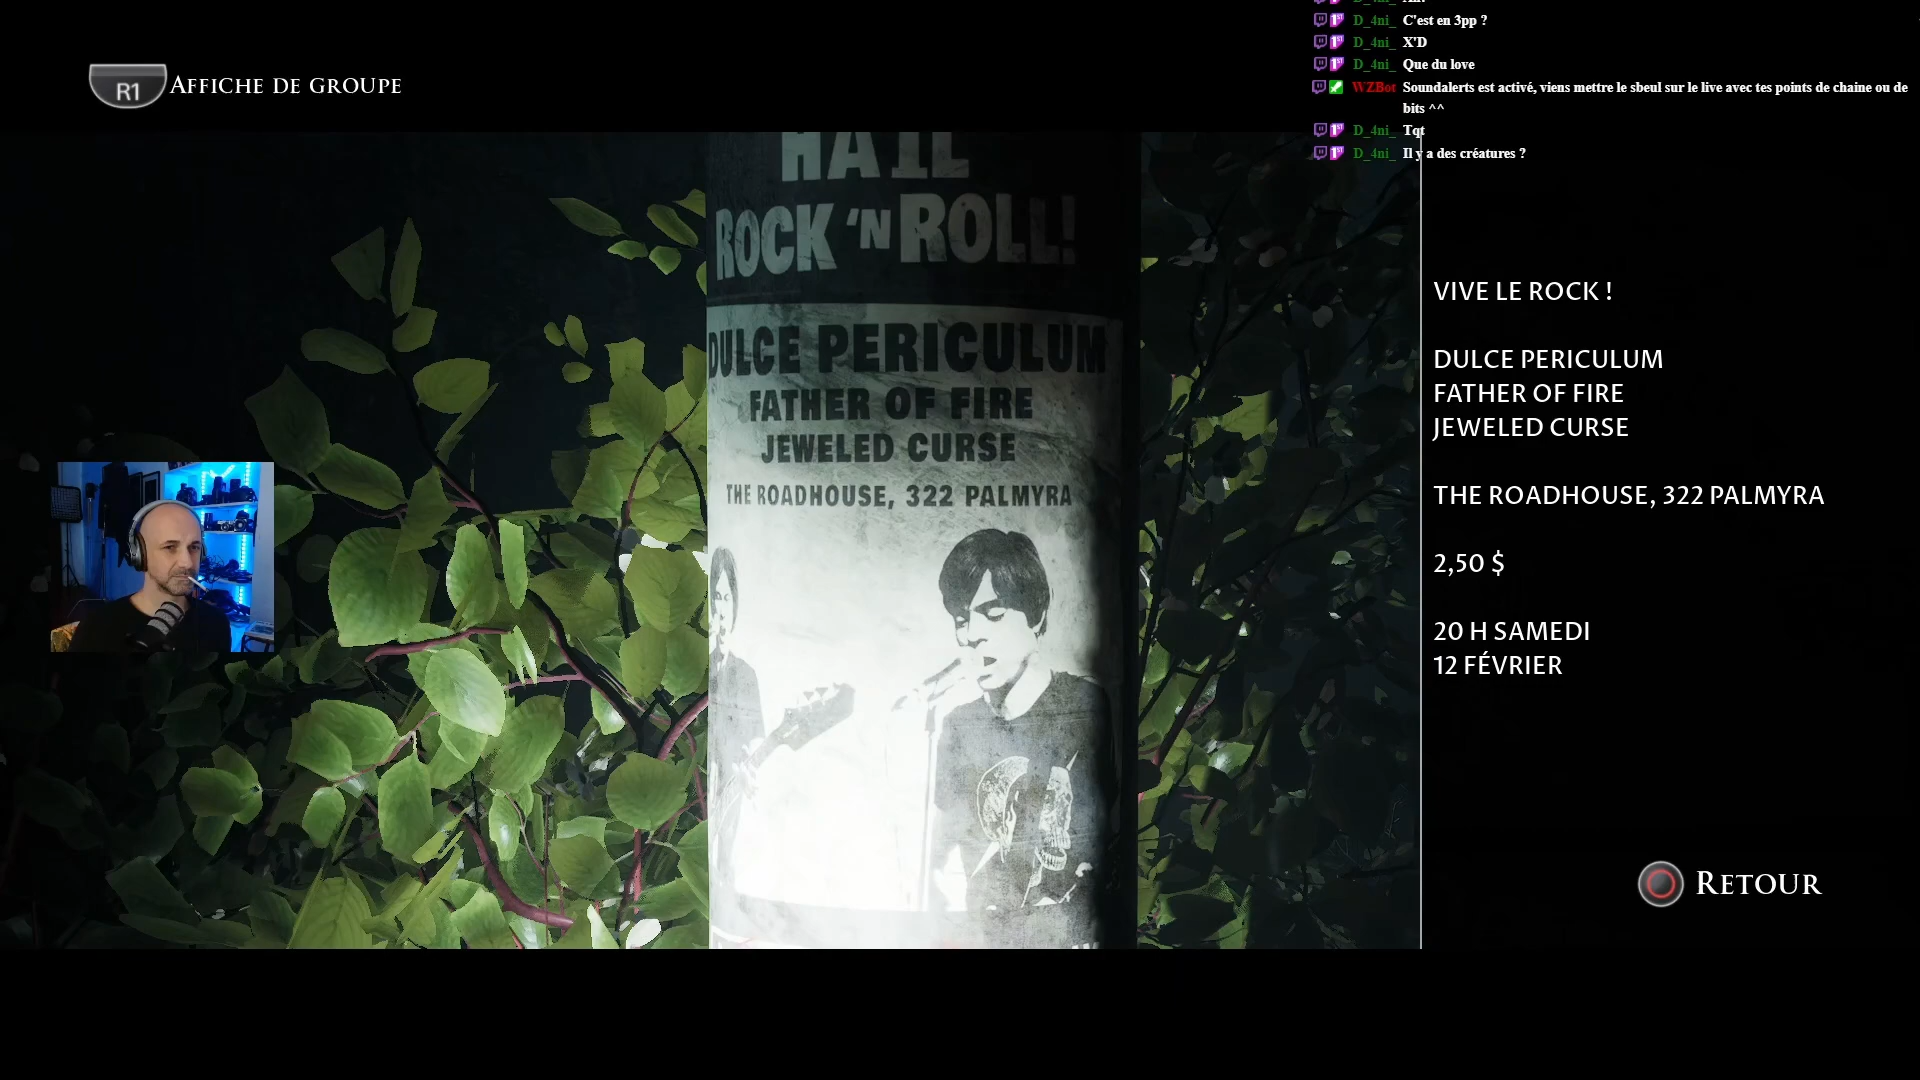 R1 AFFICHE DE GROUPE
D_4ni_ C'est en 3pp ?
D_4ni_ X'D
D_4ni_ Que du love
WZBot Soundalerts est activé, viens mettre le sbeul sur le live avec tes points de chaine ou de
bits ^^
D_4ni_ Tqt
D_4ni_ Il y a des créatures ?
HAIL
ROCK 'N ROLL!
DULCE PERICULUM
FATHER OF FIRE
JEWELED CURSE
THE ROADHOUSE, 322 PALMYRA
VIVE LE ROCK !
DULCE PERICULUM
FATHER OF FIRE
JEWELED CURSE
THE ROADHOUSE, 322 PALMYRA
2,50 $
20 H SAMEDI
12 FÉVRIER
RETOUR